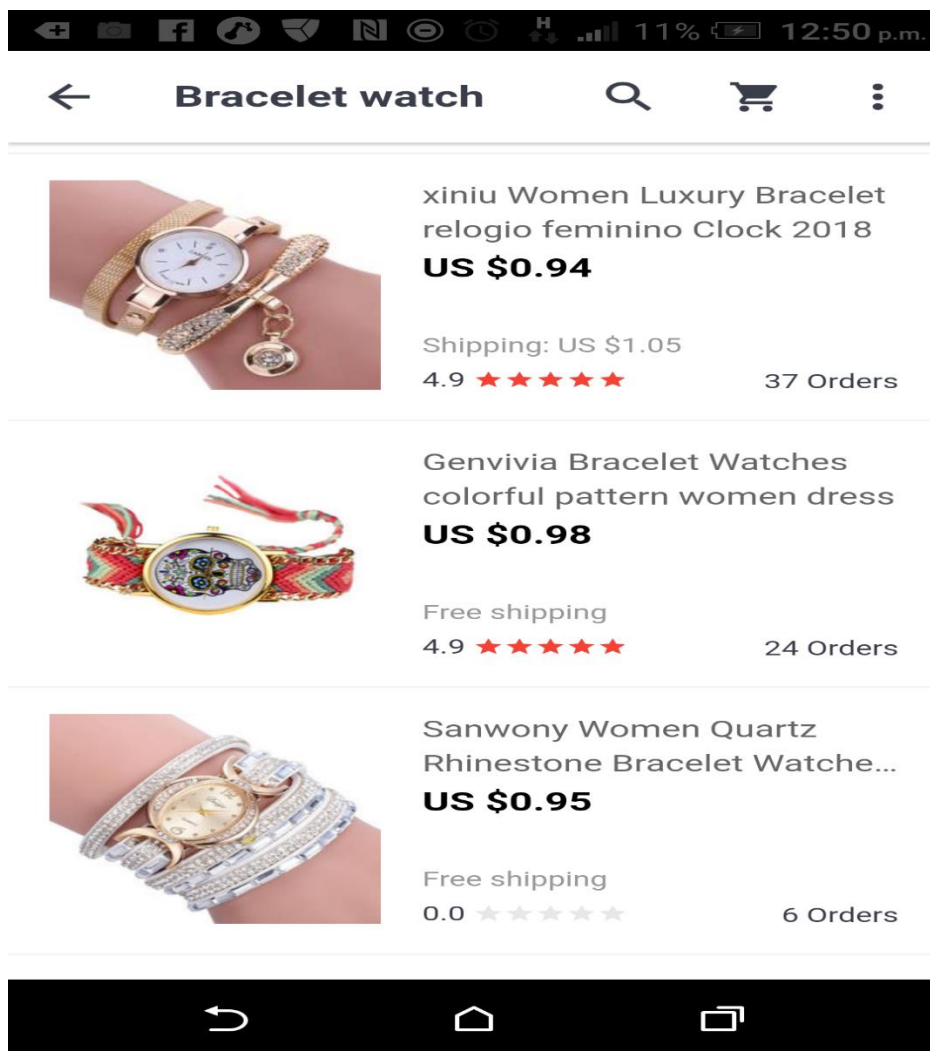 H 11% 12:50 p.m.
Bracelet watch
xiniu Women Luxury Bracelet
relogio feminino Clock 2018
US $0.94
Shipping: US $1.05
4.9 37 Orders
Genvivia Bracelet Watches
colorful pattern women dress
US $0.98
Free shipping
4.9 24 Orders
Sanwony Women Quartz
Rhinestone Bracelet Watche...
US $0.95
Free shipping
0.0 6 Orders